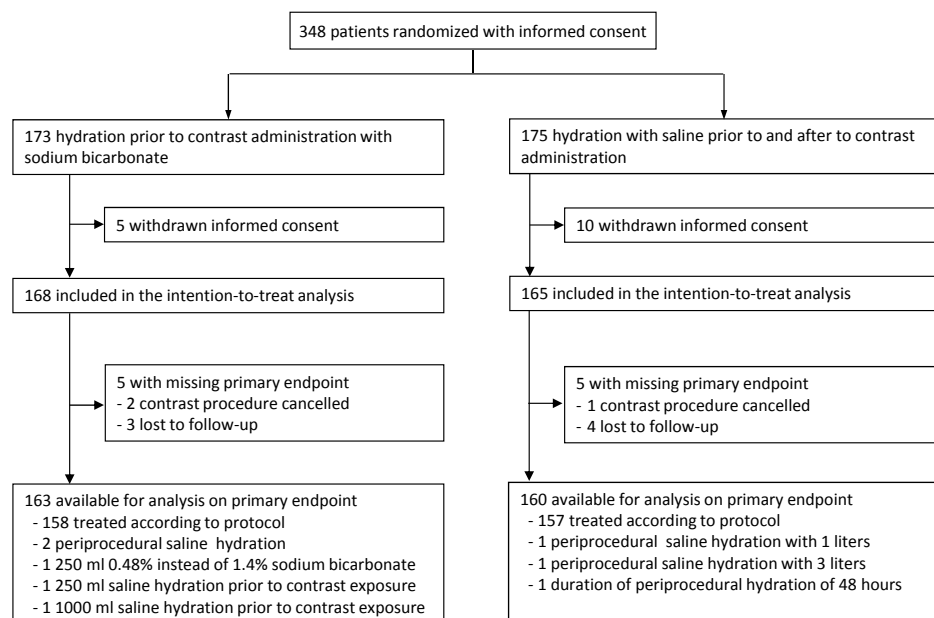 348 patients randomized with informed consent
173 hydration prior to contrast administration with
sodium bicarbonate
175 hydration with saline prior to and after to contrast
administration
5 withdrawn informed consent
10 withdrawn informed consent
168 included in the intention-to-treat analysis
165 included in the intention-to-treat analysis
5 with missing primary endpoint
- 2 contrast procedure cancelled
- 3 lost to follow-up
5 with missing primary endpoint
- 1 contrast procedure cancelled
- 4 lost to follow-up
163 available for analysis on primary endpoint
- 158 treated according to protocol
- 2 periprocedural saline hydration
- 1 250 ml 0.48% instead of 1.4% sodium bicarbonate
- 1 250 ml saline hydration prior to contrast exposure
- 1 1000 ml saline hydration prior to contrast exposure
160 available for analysis on primary endpoint
- 157 treated according to protocol
- 1 periprocedural saline hydration with 1 liters
- 1 periprocedural saline hydration with 3 liters
- 1 duration of periprocedural hydration of 48 hours